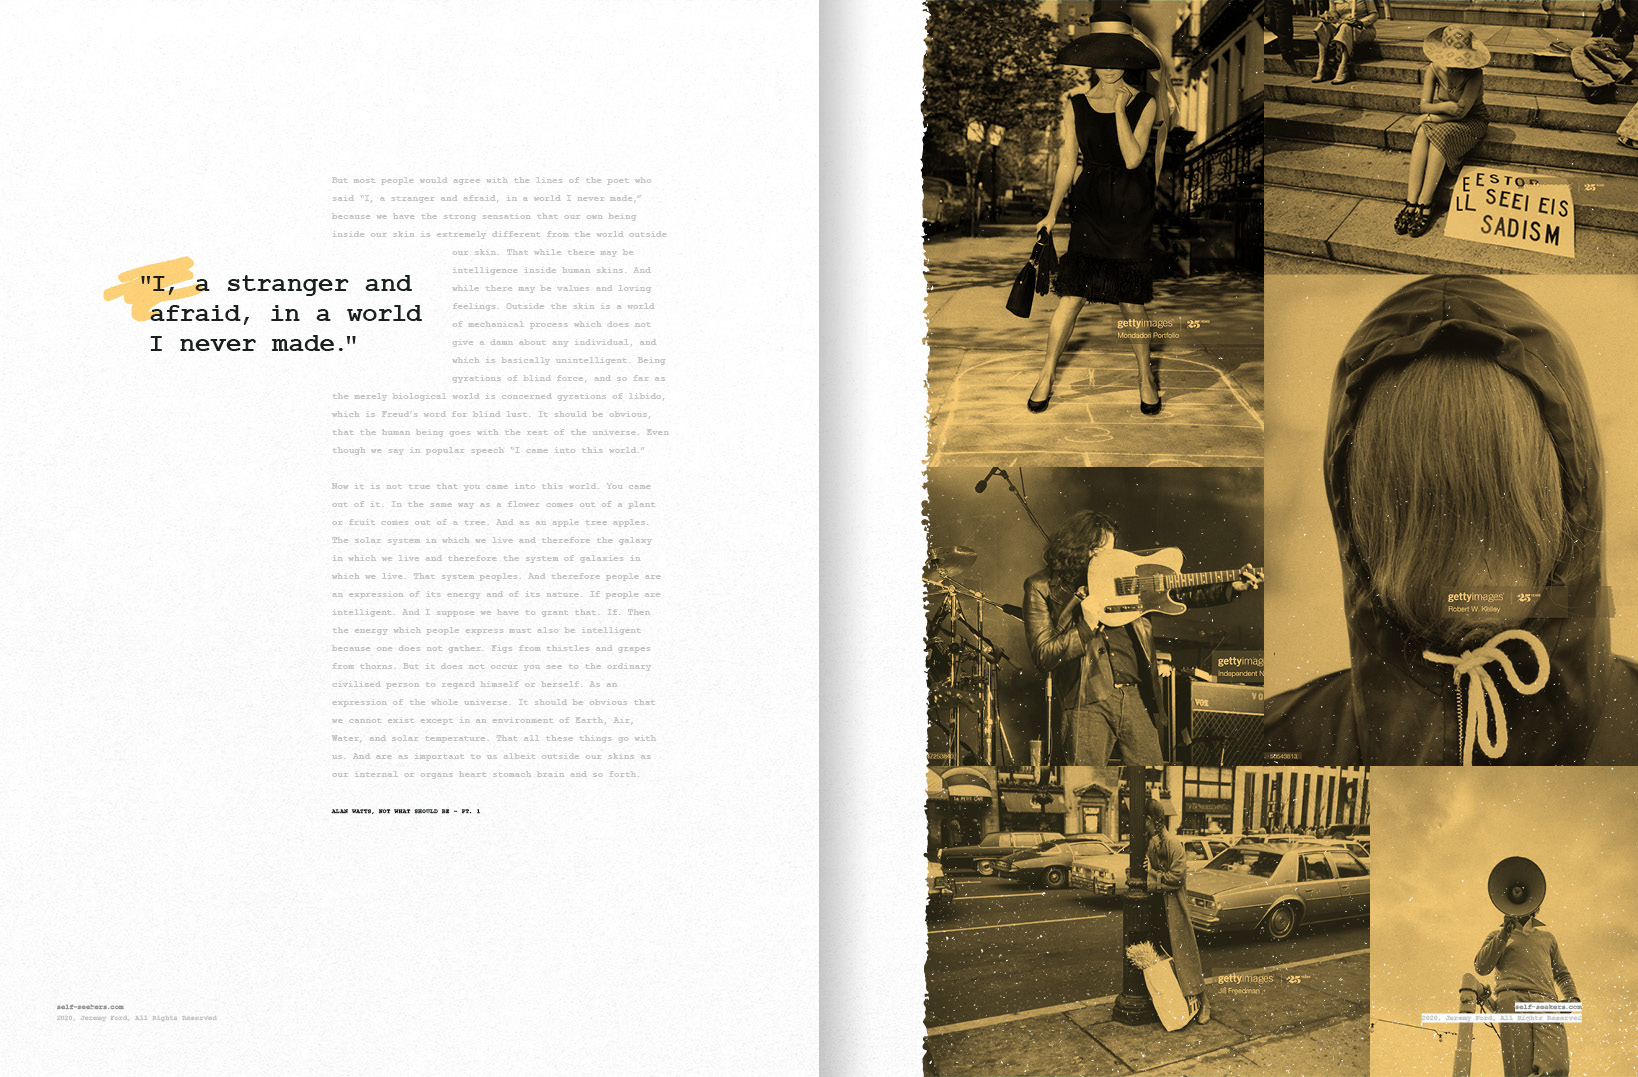 But most people would agree with the lines of the poet who
said "I, a stranger and afraid, in a world I never made,"
because we have the strong sensation that our own being
inside our skin is extremely different from the world outside
our skin. That while there may be
intelligence inside human skins. And
while there may be values and loving
feelings. Outside the skin is a world
of mechanical process which does not
give a damn about any individual, and
which is basically unintelligent. Being
gyrations of blind force, and so far as
the merely biological world is concerned gyrations of libido,
which is Freud's word for blind lust. It should be obvious,
that the human being goes with the rest of the universe. Even
though we say in popular speech "I came into this world."
"I, a stranger and
afraid, in a world
I never made."
Now it is not true that you came into this world. You came
out of it. In the same way as a flower comes out of a plant
or fruit comes out of a tree. And as an apple tree apples.
The solar system in which we live and therefore the galaxy
in which we live and therefore the system of galaxies in
which we live. That system peoples. And therefore people are
an expression of its energy and of its nature. If people are
intelligent. And I suppose we have to grant that. If. Then
the energy which people express must also be intelligent
because one does not gather. Figs from thistles and grapes
from thorns. But it does not occur you see to the ordinary
civilised person to regard himself or herself. As an
expression of the whole universe. It should be obvious that
we cannot exist except in an environment of Earth, Air,
Water, and solar temperature. That all these things go with
us. And are as important to us albeit outside our skins as
our internal or organs heart stomach brain and so forth.
ALAN WATTS, NOT WHAT SHOULD BE - PT. 1
self-seekers.com
2020, Jeremy Ford, All Rights Reserved
gettyimages 25
Mondadori Portfolio
ESTO
E SEEI EIS
LL SADISM
25
gettyimages 25
Robert W. Kelley
gettyimag
Independent N
VOX
VO
gettyimages 25
Jill Freedman
self-seekers.com
2020, Jeremy Ford, All Rights Reserved